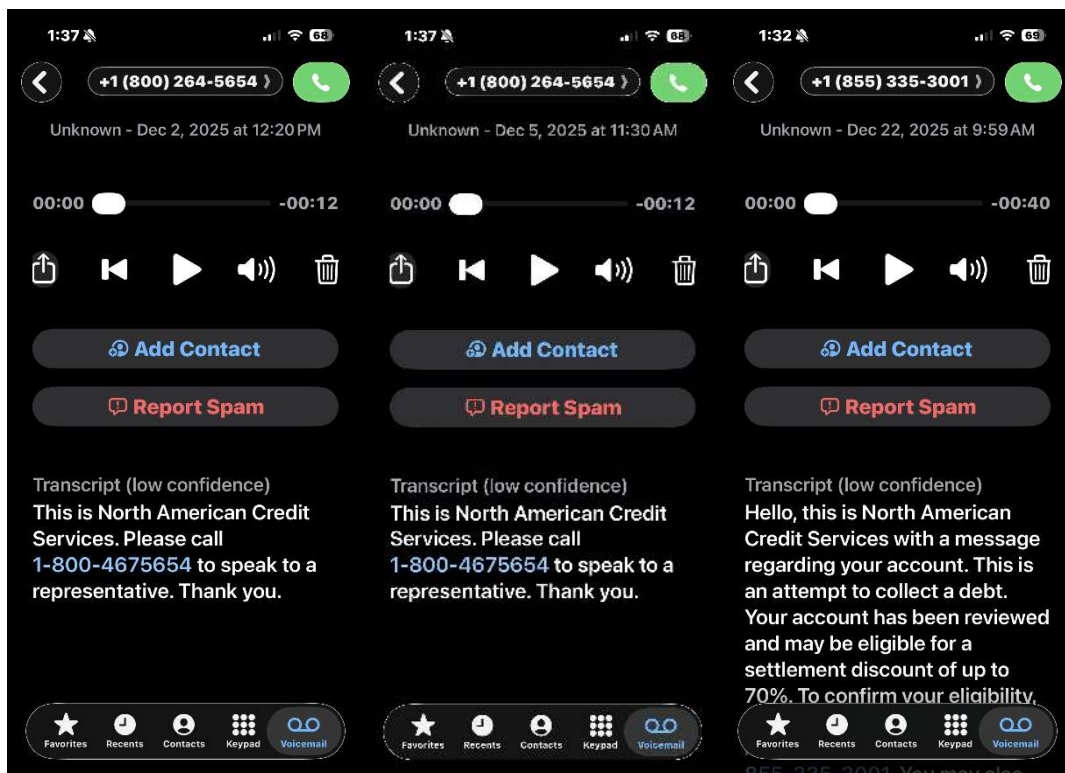 1:37
68
+1 (800) 264-5654
Unknown - Dec 2, 2025 at 12:20 PM
00:00
-00:12
Add Contact
Report Spam
Transcript (low confidence)
This is North American Credit
Services. Please call
1-800-4675654 to speak to a
representative. Thank you.
Favorites
Recents
Contacts
Keypad
Voicemail
1:37
68
+1 (800) 264-5654
Unknown - Dec 5, 2025 at 11:30 AM
00:00
-00:12
Add Contact
Report Spam
Transcript (low confidence)
This is North American Credit
Services. Please call
1-800-4675654 to speak to a
representative. Thank you.
Favorites
Recents
Contacts
Keypad
Voicemail
1:32
69
+1 (855) 335-3001
Unknown - Dec 22, 2025 at 9:59 AM
00:00
-00:40
Add Contact
Report Spam
Transcript (low confidence)
Hello, this is North American
Credit Services with a message
regarding your account. This is
an attempt to collect a debt.
Your account has been reviewed
and may be eligible for a
settlement discount of up to
70%. To confirm your eligibility,
Favorites
Recents
Contacts
Keypad
Voicemail
855-335-3001. You may also